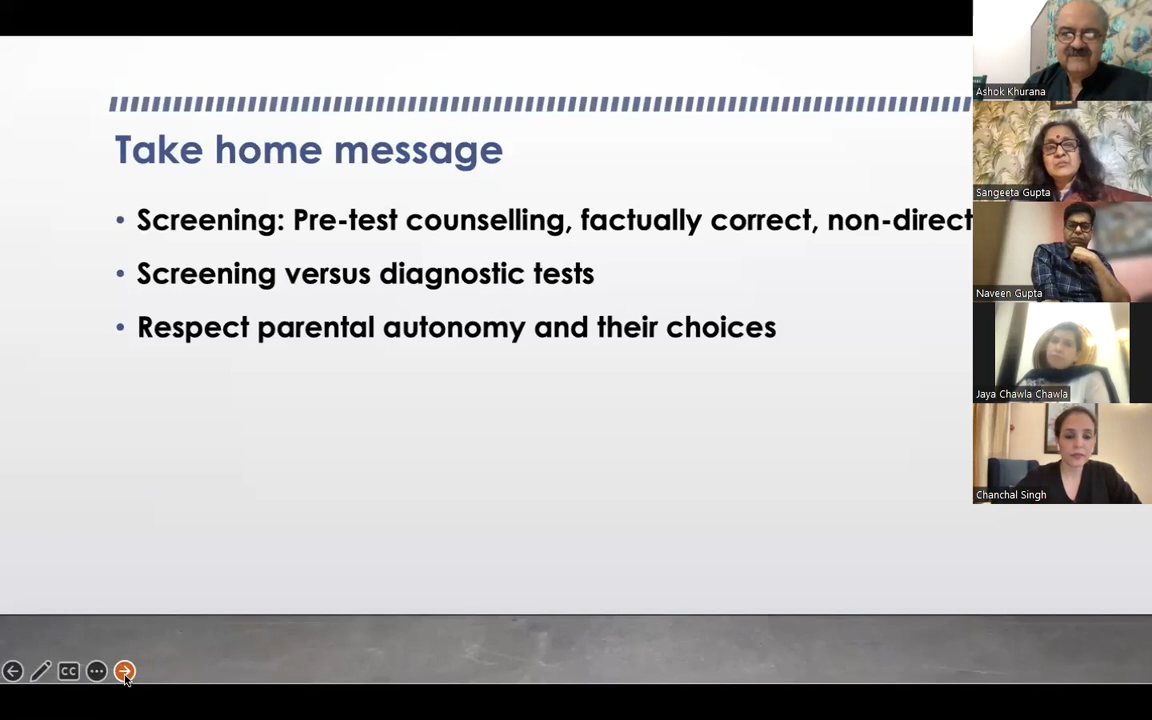 Take home message
• Screening: Pre-test counselling, factually correct, non-direct
• Screening versus diagnostic tests
• Respect parental autonomy and their choices
Ashok Khurana
Sangeeta Gupta
Naveen Gupta
Jaya Chawla Chawla
Chanchal Singh
CC